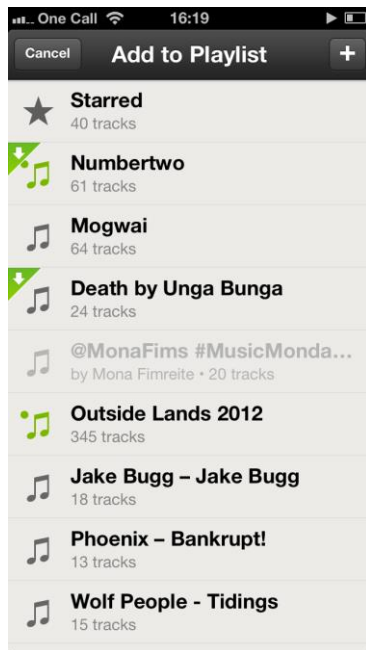 One Call 16:19
Cancel Add to Playlist +
Starred
40 tracks
Numbertwo
61 tracks
Mogwai
64 tracks
Death by Unga Bunga
24 tracks
@MonaFims #MusicMonda...
by Mona Fimreite • 20 tracks
Outside Lands 2012
345 tracks
Jake Bugg – Jake Bugg
18 tracks
Phoenix – Bankrupt!
13 tracks
Wolf People - Tidings
15 tracks